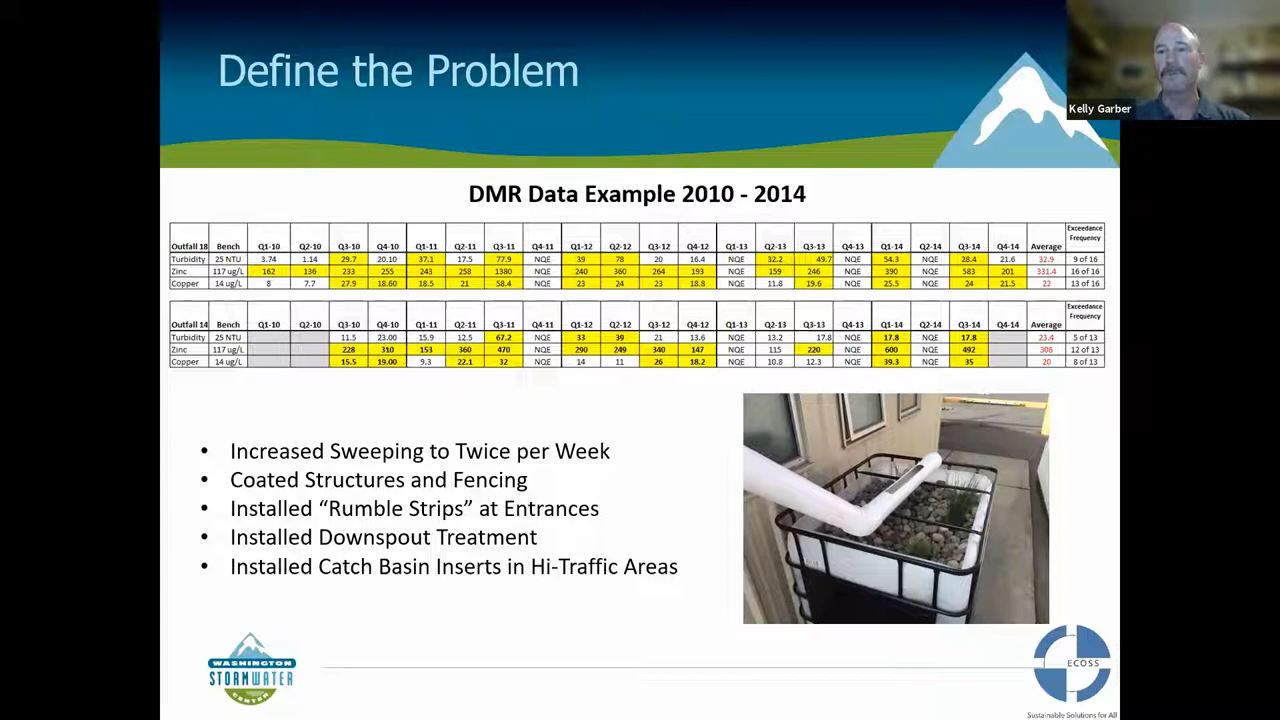 Define the Problem
Kelly Garber
DMR Data Example 2010 - 2014
Outfall 18 Bench Q1-10 Q2-10 Q3-10 Q4-10 Q1-11 Q2-11 Q3-11 Q4-11 Q1-12 Q2-12 Q3-12 Q4-12 Q1-13 Q2-13 Q3-13 Q4-13 Q1-14 Q2-14 Q3-14 Q4-14 Average Exceedance Frequency
Turbidity 25 NTU 3.74 1.14 29.7 20.10 37.1 17.5 77.9 NQE 39 78 20 16.4 NQE 32.2 49.7 NQE 54.3 NQE 28.4 21.6 32.9 9 of 16
Zinc 117 ug/L 162 136 233 255 243 258 1380 NQE 240 360 264 193 NQE 159 246 NQE 390 NQE 583 201 331.4 16 of 16
Copper 14 ug/L 8 7.7 27.9 18.60 18.5 21 58.4 NQE 23 24 23 18.8 NQE 11.8 19.6 NQE 25.5 NQE 24 21.5 22 13 of 16
Outfall 14 Bench Q1-10 Q2-10 Q3-10 Q4-10 Q1-11 Q2-11 Q3-11 Q4-11 Q1-12 Q2-12 Q3-12 Q4-12 Q1-13 Q2-13 Q3-13 Q4-13 Q1-14 Q2-14 Q3-14 Q4-14 Average Exceedance Frequency
Turbidity 25 NTU 11.5 23.00 15.9 12.5 67.2 NQE 33 39 21 13.6 NQE 13.2 17.8 NQE 17.8 NQE 17.8 23.4 5 of 13
Zinc 117 ug/L 228 310 153 360 470 NQE 290 249 340 147 NQE 115 220 NQE 600 NQE 492 306 12 of 13
Copper 14 ug/L 15.5 19.00 9.3 22.1 32 NQE 14 11 26 18.2 NQE 10.8 12.3 NQE 39.3 NQE 35 20 8 of 13
• Increased Sweeping to Twice per Week
• Coated Structures and Fencing
• Installed “Rumble Strips” at Entrances
• Installed Downspout Treatment
• Installed Catch Basin Inserts in Hi-Traffic Areas
WASHINGTON
STORMWATER
CENTER
ECOSS
Sustainable Solutions for All